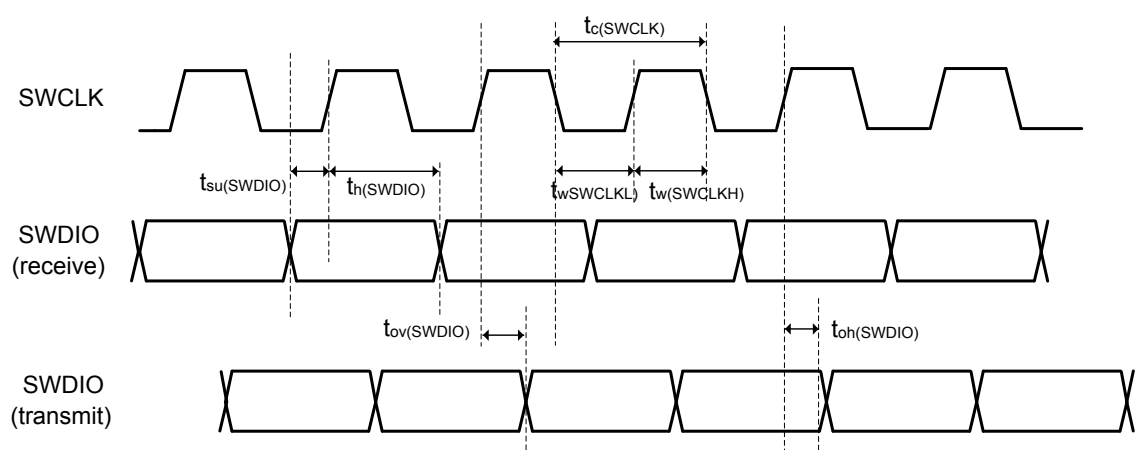 tc(SWCLK)
SWCLK
tsu(SWDIO)
th(SWDIO)
twSWCLKL)
tw(SWCLKH)
SWDIO
(receive)
tov(SWDIO)
toh(SWDIO)
SWDIO
(transmit)